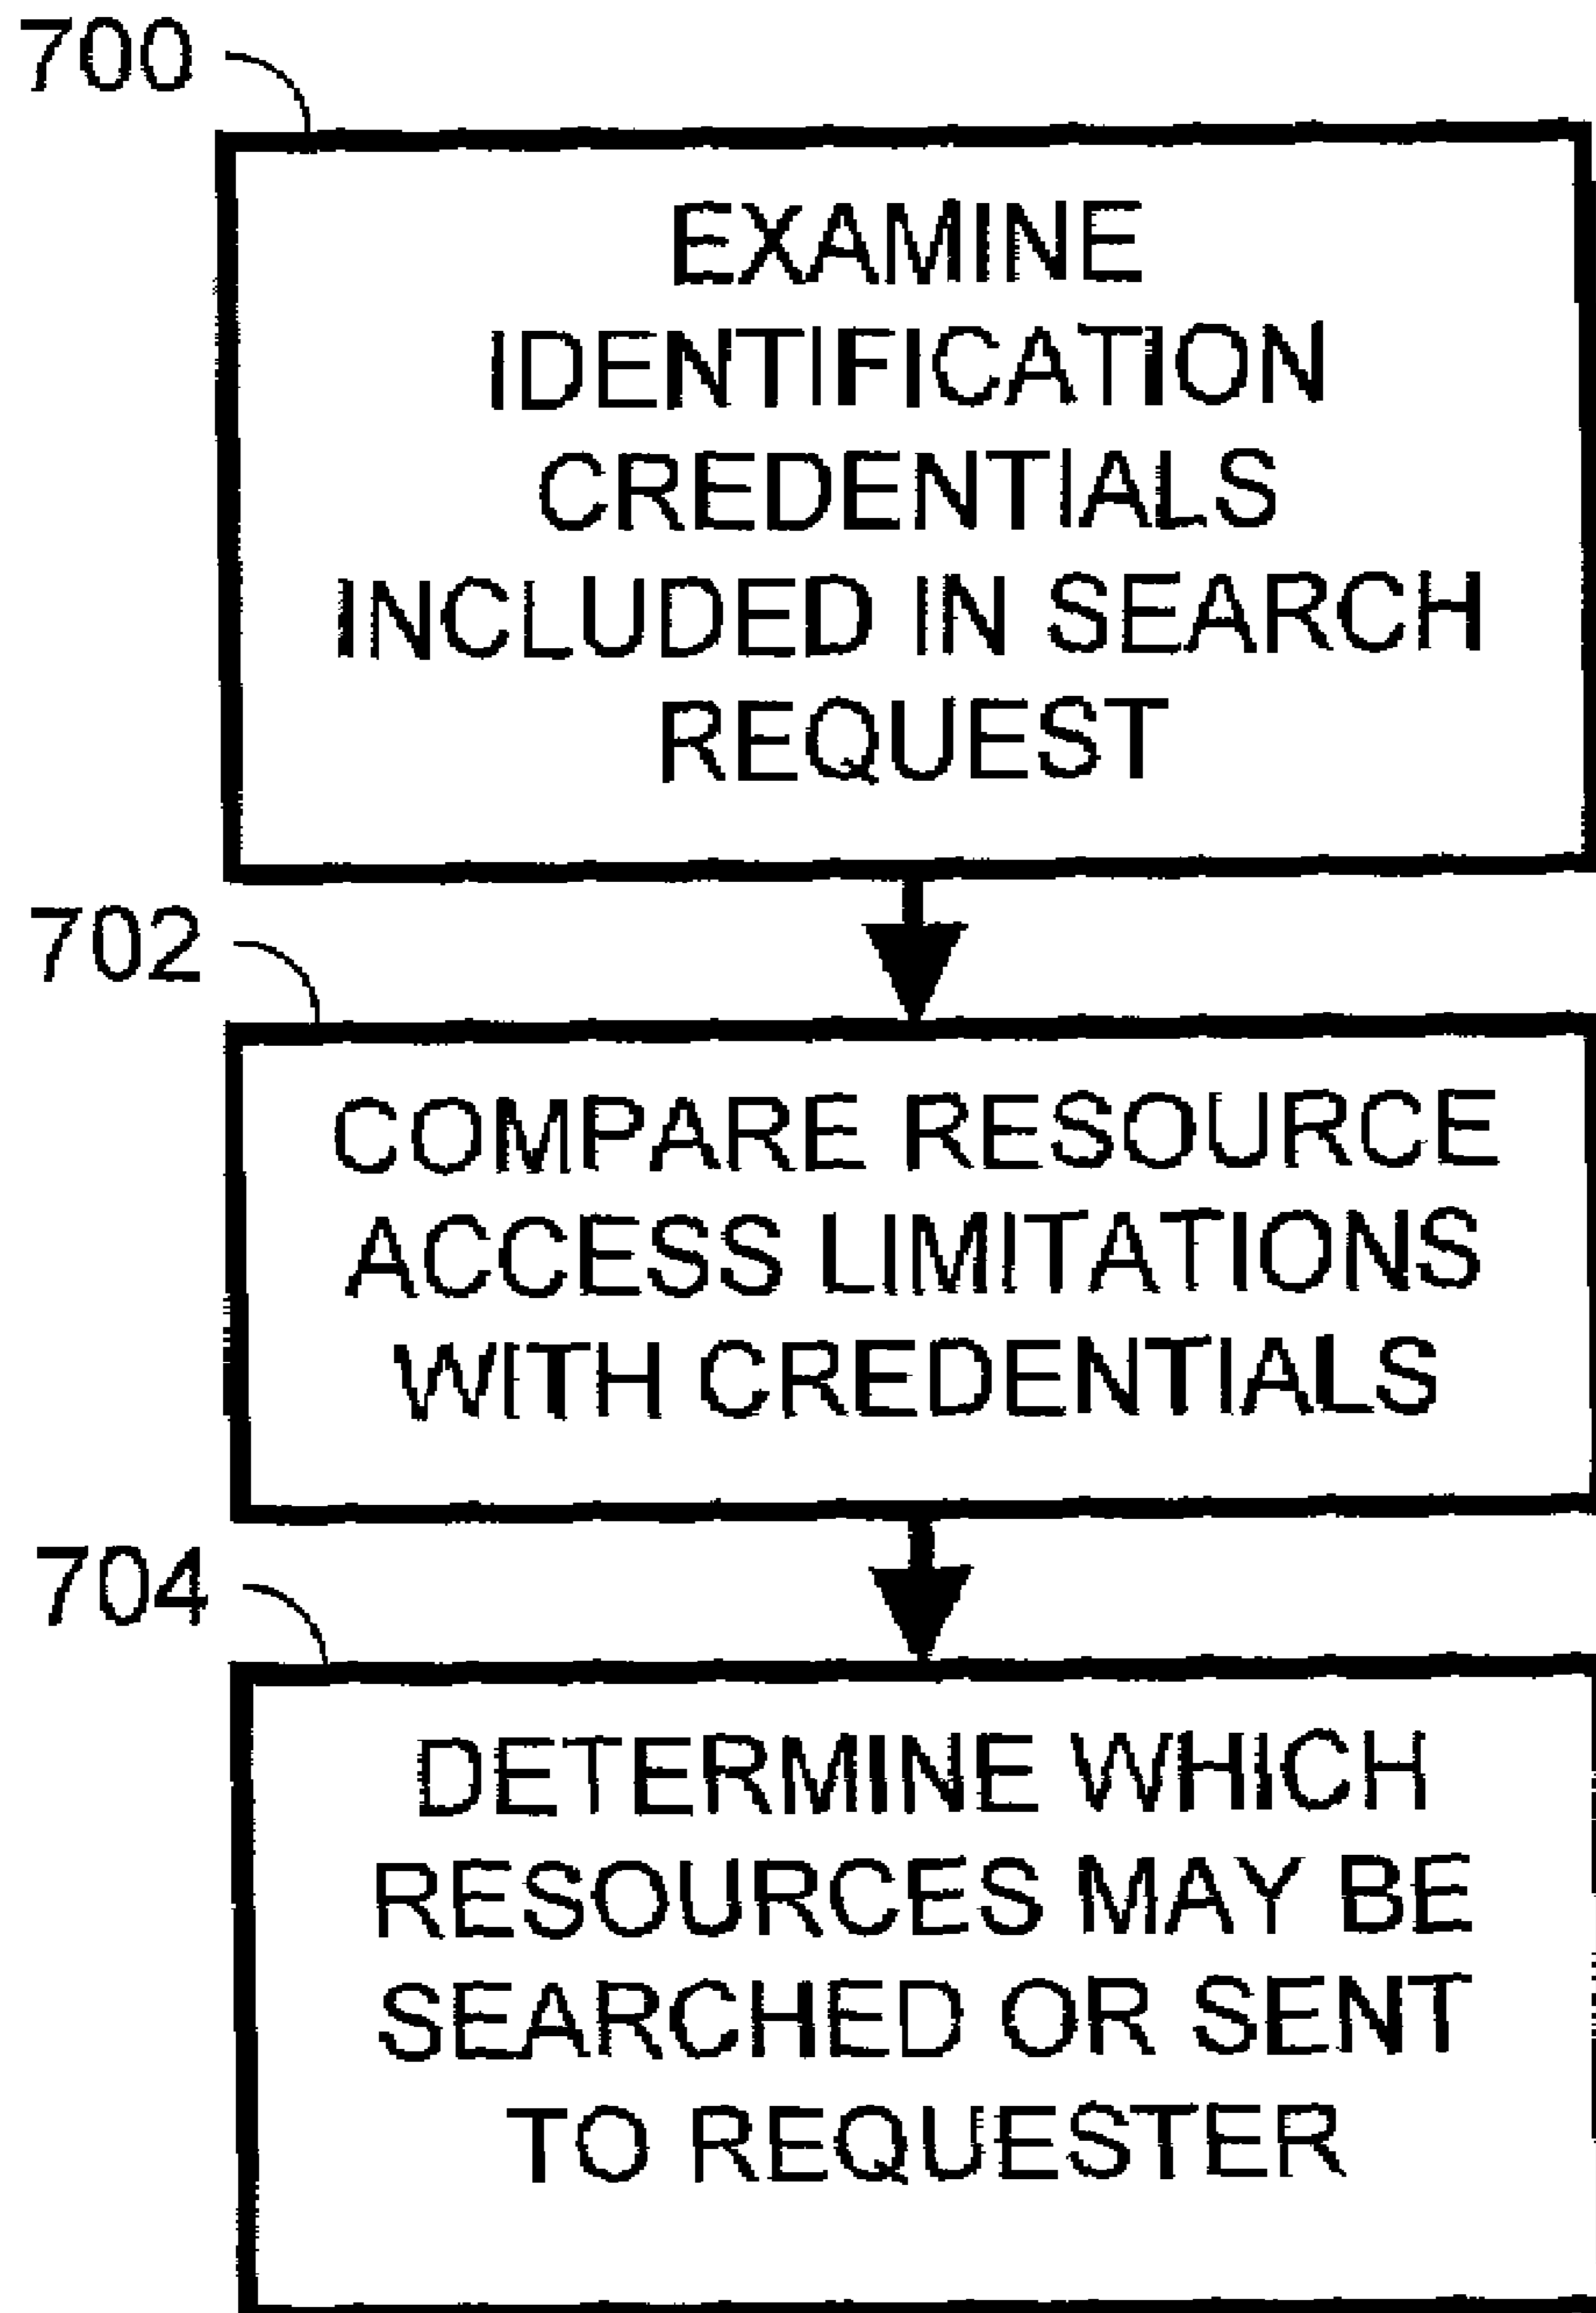 700
EXAMINE
IDENTIFICATION
CREDENTIALS
INCLUDED IN SEARCH
REQUEST
702
COMPARE RESOURCE
ACCESS LIMITATIONS
WITH CREDENTIALS
704
DETERMINE WHICH
RESOURCES MAY BE
SEARCHED OR SENT
TO REQUESTER